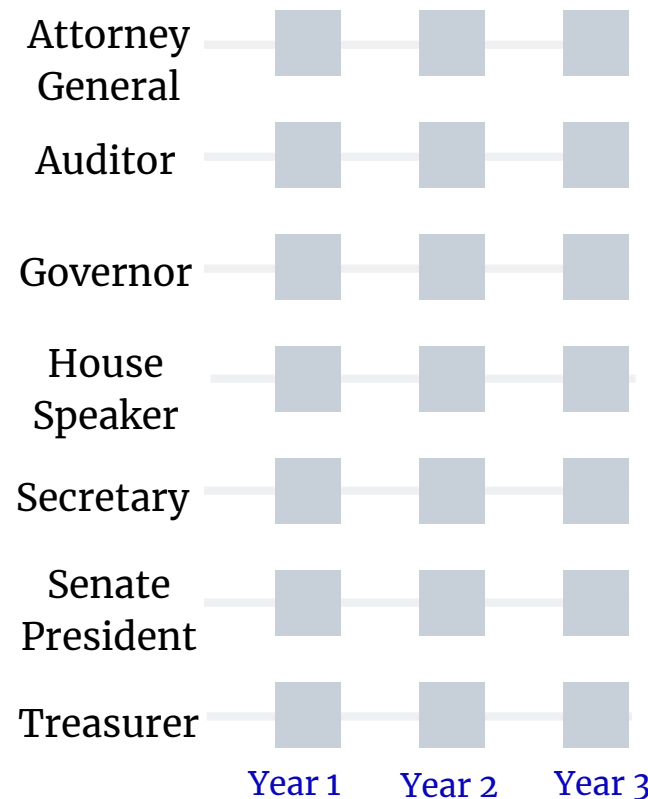 Attorney
General
Auditor
Governor
House
Speaker
Secretary
Senate
President
Treasurer
Year 1 Year 2 Year 3